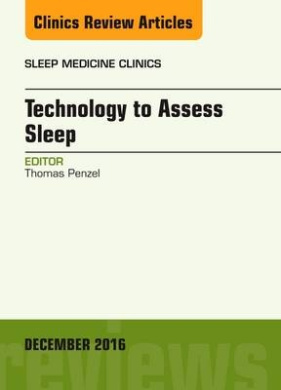 Clinics Review Articles
SLEEP MEDICINE CLINICS
Technology to Assess
Sleep
EDITOR
Thomas Penzel
DECEMBER 2016
reviews